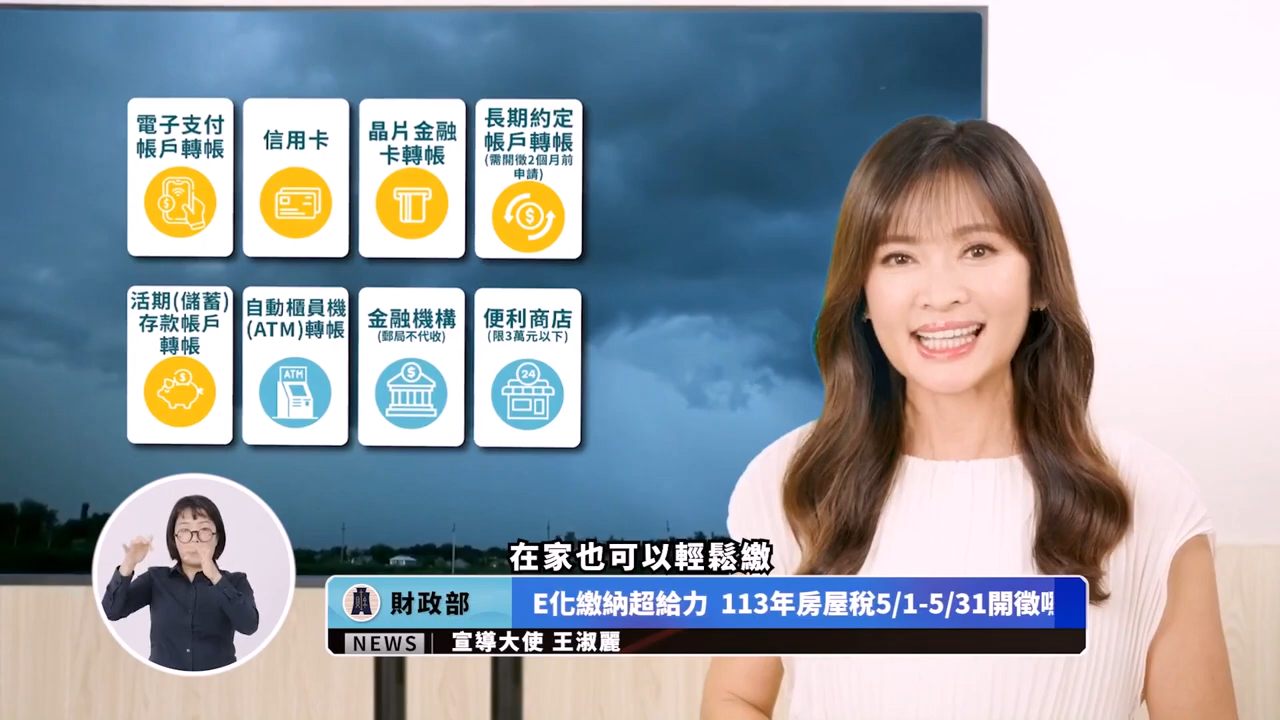 電子支付
帳戶轉帳
信用卡
晶片金融
卡轉帳
長期約定
帳戶轉帳
(需開徵2個月前
申請)
活期(儲蓄)
存款帳戶
轉帳
自動櫃員機
(ATM)轉帳
ATM
金融機構
(郵局不代收)
便利商店
(限3萬元以下)
24
在家也可以輕鬆繳
財政部
E化繳納超給力 113年房屋稅5/1-5/31開徵
NEWS
宣導大使 王淑麗